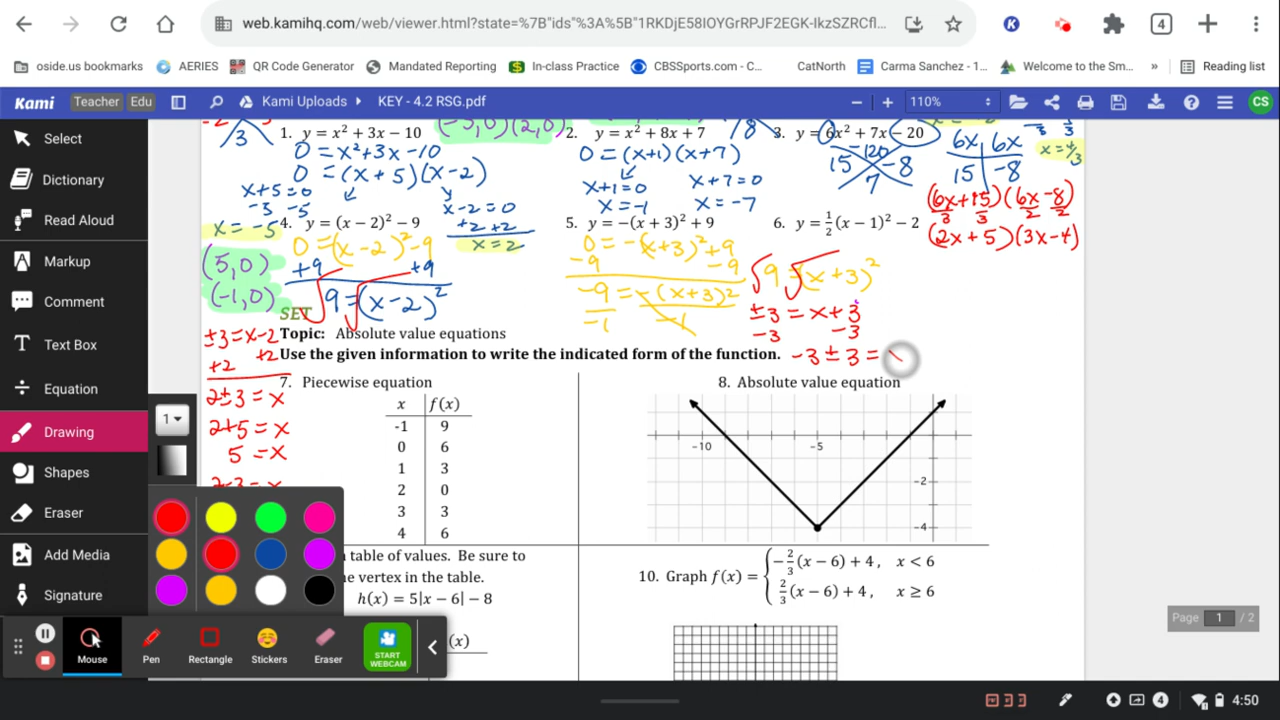 web.kamihq.com/web/viewer.html?state=%7B"ids"%3A%5B"1RKDjE58IOYGrRPJF2EGK-IkzSZRCfl...
oside.us bookmarks AERIES QR Code Generator Mandated Reporting In-class Practice CBSSports.com - C... CatNorth Carma Sanchez - 1... Welcome to the Sm... » Reading list
Kami Teacher Edu Kami Uploads KEY - 4.2 RSG.pdf 110% CS
Select
Dictionary
Read Aloud
Markup
Comment
Text Box
Equation
Drawing
Shapes
Eraser
Add Media
Signature
1
1. y = x² + 3x − 10
0 = x²+3x-10
0 = (x+5)(x-2)
x+5=0
-5 -5
x = -5
x-2=0
+2 +2
x=2
2. y = x² + 8x + 7
0 = (x+1)(x+7)
x+1=0 x+7=0
x=-1 x=-7
3. y = 6x² + 7x − 20
-120
15 -8
7
6x 6x
15 -8
x=4/3
(6x+15)(6x-8)
3 3 2 2
(2x+5)(3x-4)
4. y = (x − 2)² − 9
0=(x-2)²-9
+9 +9
√9=√(x-2)²
(5,0)
(-1,0)
±3=x-2
+2 +2
2±3=x
2+5=x
5=x
2-3=x
5. y = −(x + 3)² + 9
0=-(x+3)²+9
-9 -9
-9=-(x+3)²
-1 -1
√9=√(x+3)²
±3 = x+3
-3 -3
-3±3=
6. y = ½(x − 1)² − 2
SET
Topic: Absolute value equations
Use the given information to write the indicated form of the function.
7. Piecewise equation
x f(x)
-1 9
0 6
1 3
2 0
3 3
4 6
8. Absolute value equation
-10 -5
-2
-4
table of values. Be sure to
vertex in the table.
h(x) = 5|x − 6| − 8
(x)
10. Graph f(x) = { −2/3(x − 6) + 4, x < 6
2/3(x − 6) + 4, x ≥ 6
Page 1 / 2
Mouse Pen Rectangle Stickers Eraser START WEBCAM
4:50